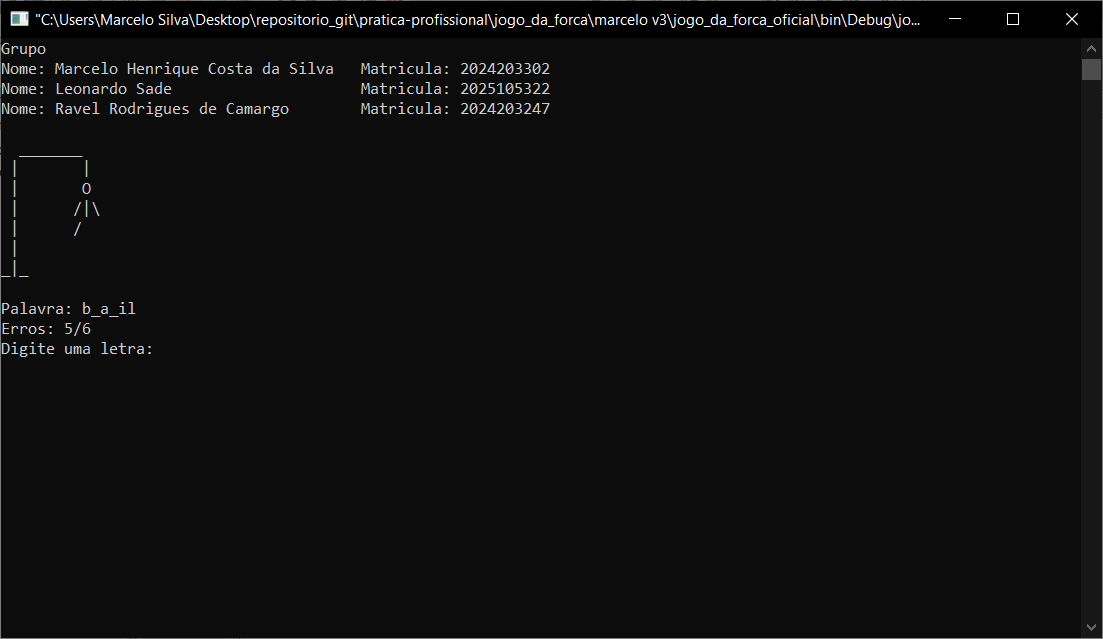 "C:\Users\Marcelo Silva\Desktop\repositorio_git\pratica-profissional\jogo_da_forca\marcelo v3\jogo_da_forca_oficial\bin\Debug\jo...
Grupo
Nome: Marcelo Henrique Costa da Silva   Matricula: 2024203302
Nome: Leonardo Sade                     Matricula: 2025105322
Nome: Ravel Rodrigues de Camargo        Matricula: 2024203247
  _______
 |       |
 |       O
 |      /|\
 |      /
 |
_|_
Palavra: b_a_il
Erros: 5/6
Digite uma letra: